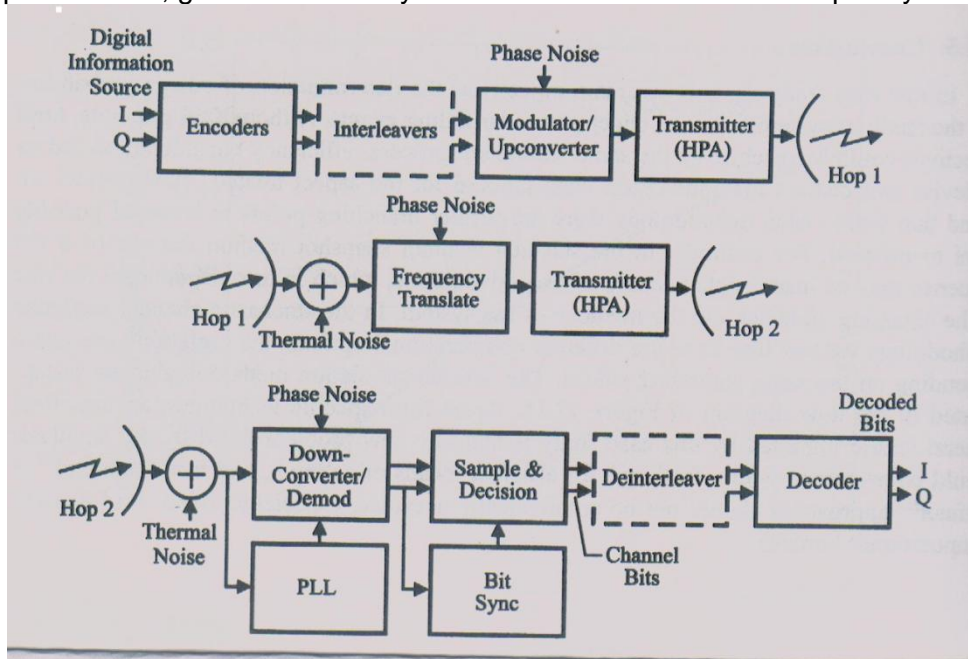 Digital
Information
Source
I
Q
Encoders
Interleavers
Phase Noise
Modulator/
Upconverter
Transmitter
(HPA)
Hop 1
Phase Noise
Hop 1
Thermal Noise
Frequency
Translate
Transmitter
(HPA)
Hop 2
Phase Noise
Hop 2
Thermal
Noise
Down-
Converter/
Demod
PLL
Sample &
Decision
Bit
Sync
Channel
Bits
Deinterleaver
Decoder
Decoded
Bits
I
Q